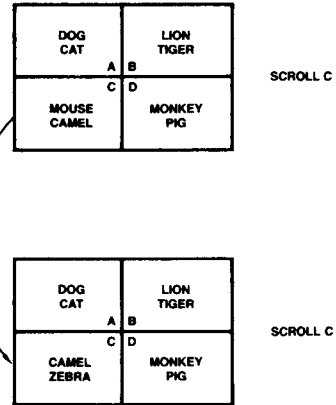 DOG LION
CAT TIGER
A B
C D
MOUSE MONKEY
CAMEL PIG
SCROLL C
DOG LION
CAT TIGER
A B
C D
CAMEL MONKEY
ZEBRA PIG
SCROLL C